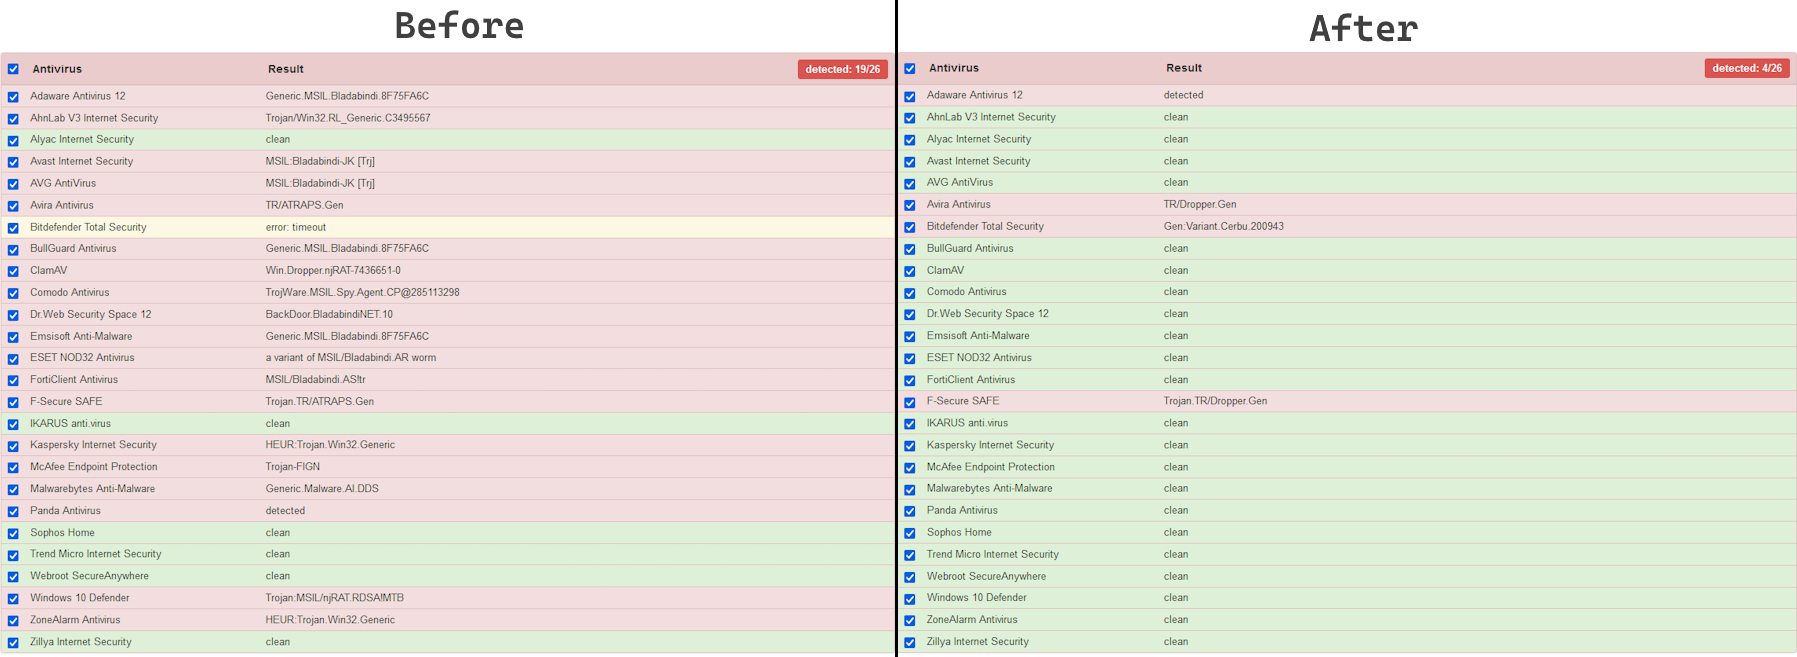 Before
Antivirus Result detected: 19/26
Adaware Antivirus 12 Generic.MSIL.Bladabindi.8F75FA6C
AhnLab V3 Internet Security Trojan/Win32.RL_Generic.C3495567
Alyac Internet Security clean
Avast Internet Security MSIL:Bladabindi-JK [Trj]
AVG AntiVirus MSIL:Bladabindi-JK [Trj]
Avira Antivirus TR/ATRAPS.Gen
Bitdefender Total Security error: timeout
BullGuard Antivirus Generic.MSIL.Bladabindi.8F75FA6C
ClamAV Win.Dropper.njRAT-7436651-0
Comodo Antivirus TrojWare.MSIL.Spy.Agent.CP@285113298
Dr.Web Security Space 12 BackDoor.BladabindiNET.10
Emsisoft Anti-Malware Generic.MSIL.Bladabindi.8F75FA6C
ESET NOD32 Antivirus a variant of MSIL/Bladabindi.AR worm
FortiClient Antivirus MSIL/Bladabindi.AS!tr
F-Secure SAFE Trojan.TR/ATRAPS.Gen
IKARUS anti.virus clean
Kaspersky Internet Security HEUR:Trojan.Win32.Generic
McAfee Endpoint Protection Trojan-FIGN
Malwarebytes Anti-Malware Generic.Malware.AI.DDS
Panda Antivirus detected
Sophos Home clean
Trend Micro Internet Security clean
Webroot SecureAnywhere clean
Windows 10 Defender Trojan:MSIL/njRAT.RDSA!MTB
ZoneAlarm Antivirus HEUR:Trojan.Win32.Generic
Zillya Internet Security clean
After
Antivirus Result detected: 4/26
Adaware Antivirus 12 detected
AhnLab V3 Internet Security clean
Alyac Internet Security clean
Avast Internet Security clean
AVG AntiVirus clean
Avira Antivirus TR/Dropper.Gen
Bitdefender Total Security Gen:Variant.Cerbu.200943
BullGuard Antivirus clean
ClamAV clean
Comodo Antivirus clean
Dr.Web Security Space 12 clean
Emsisoft Anti-Malware clean
ESET NOD32 Antivirus clean
FortiClient Antivirus clean
F-Secure SAFE Trojan.TR/Dropper.Gen
IKARUS anti.virus clean
Kaspersky Internet Security clean
McAfee Endpoint Protection clean
Malwarebytes Anti-Malware clean
Panda Antivirus clean
Sophos Home clean
Trend Micro Internet Security clean
Webroot SecureAnywhere clean
Windows 10 Defender clean
ZoneAlarm Antivirus clean
Zillya Internet Security clean